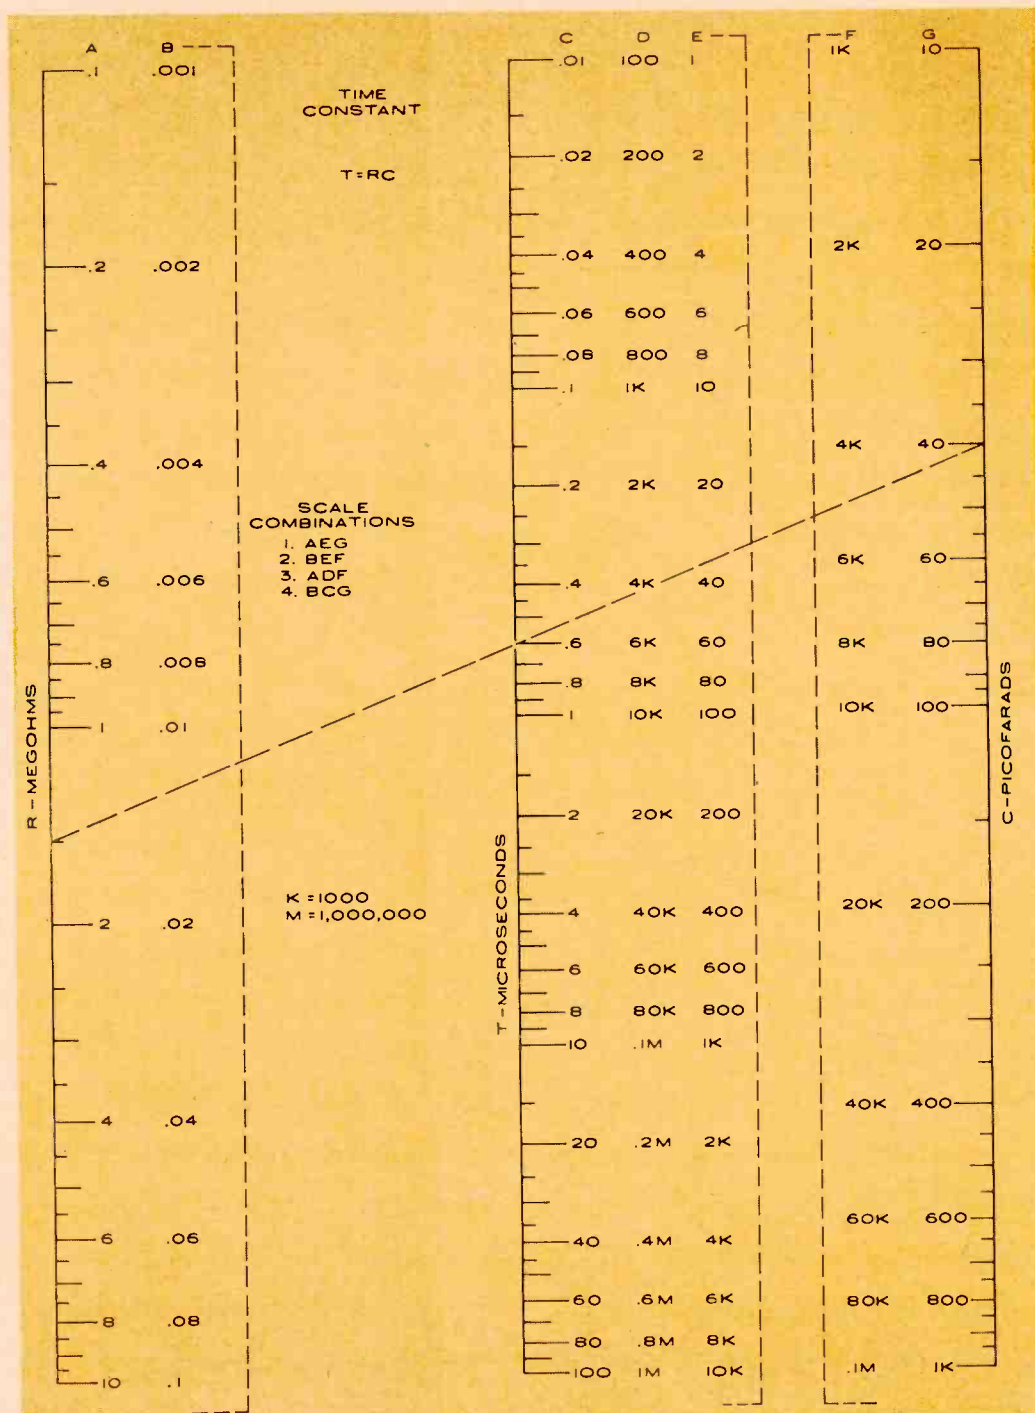 A B C D E F G
.1 .001 .01 100 1 1K 10
TIME
CONSTANT
.02 200 2
T=RC
.2 .002 .04 400 4 2K 20
.06 600 6
.08 800 8
.1 1K 10
.4 .004 4K 40
.2 2K 20
SCALE
COMBINATIONS
1. AEG
2. BEF
3. ADF
4. BCG
.6 .006 .4 4K 40 6K 60
.8 .008 .6 6K 60 8K 80
.8 8K 80
1 .01 1 10K 100 10K 100
R-MEGOHMS
T-MICROSECONDS
C-PICOFARADS
2 20K 200
K=1000
M=1,000,000
2 .02 4 40K 400 20K 200
6 60K 600
8 80K 800
10 .1M 1K
4 .04 20 .2M 2K 40K 400
6 .06 40 .4M 4K 60K 600
8 .08 60 .6M 6K 80K 800
80 .8M 8K
10 .1 100 1M 10K .1M 1K